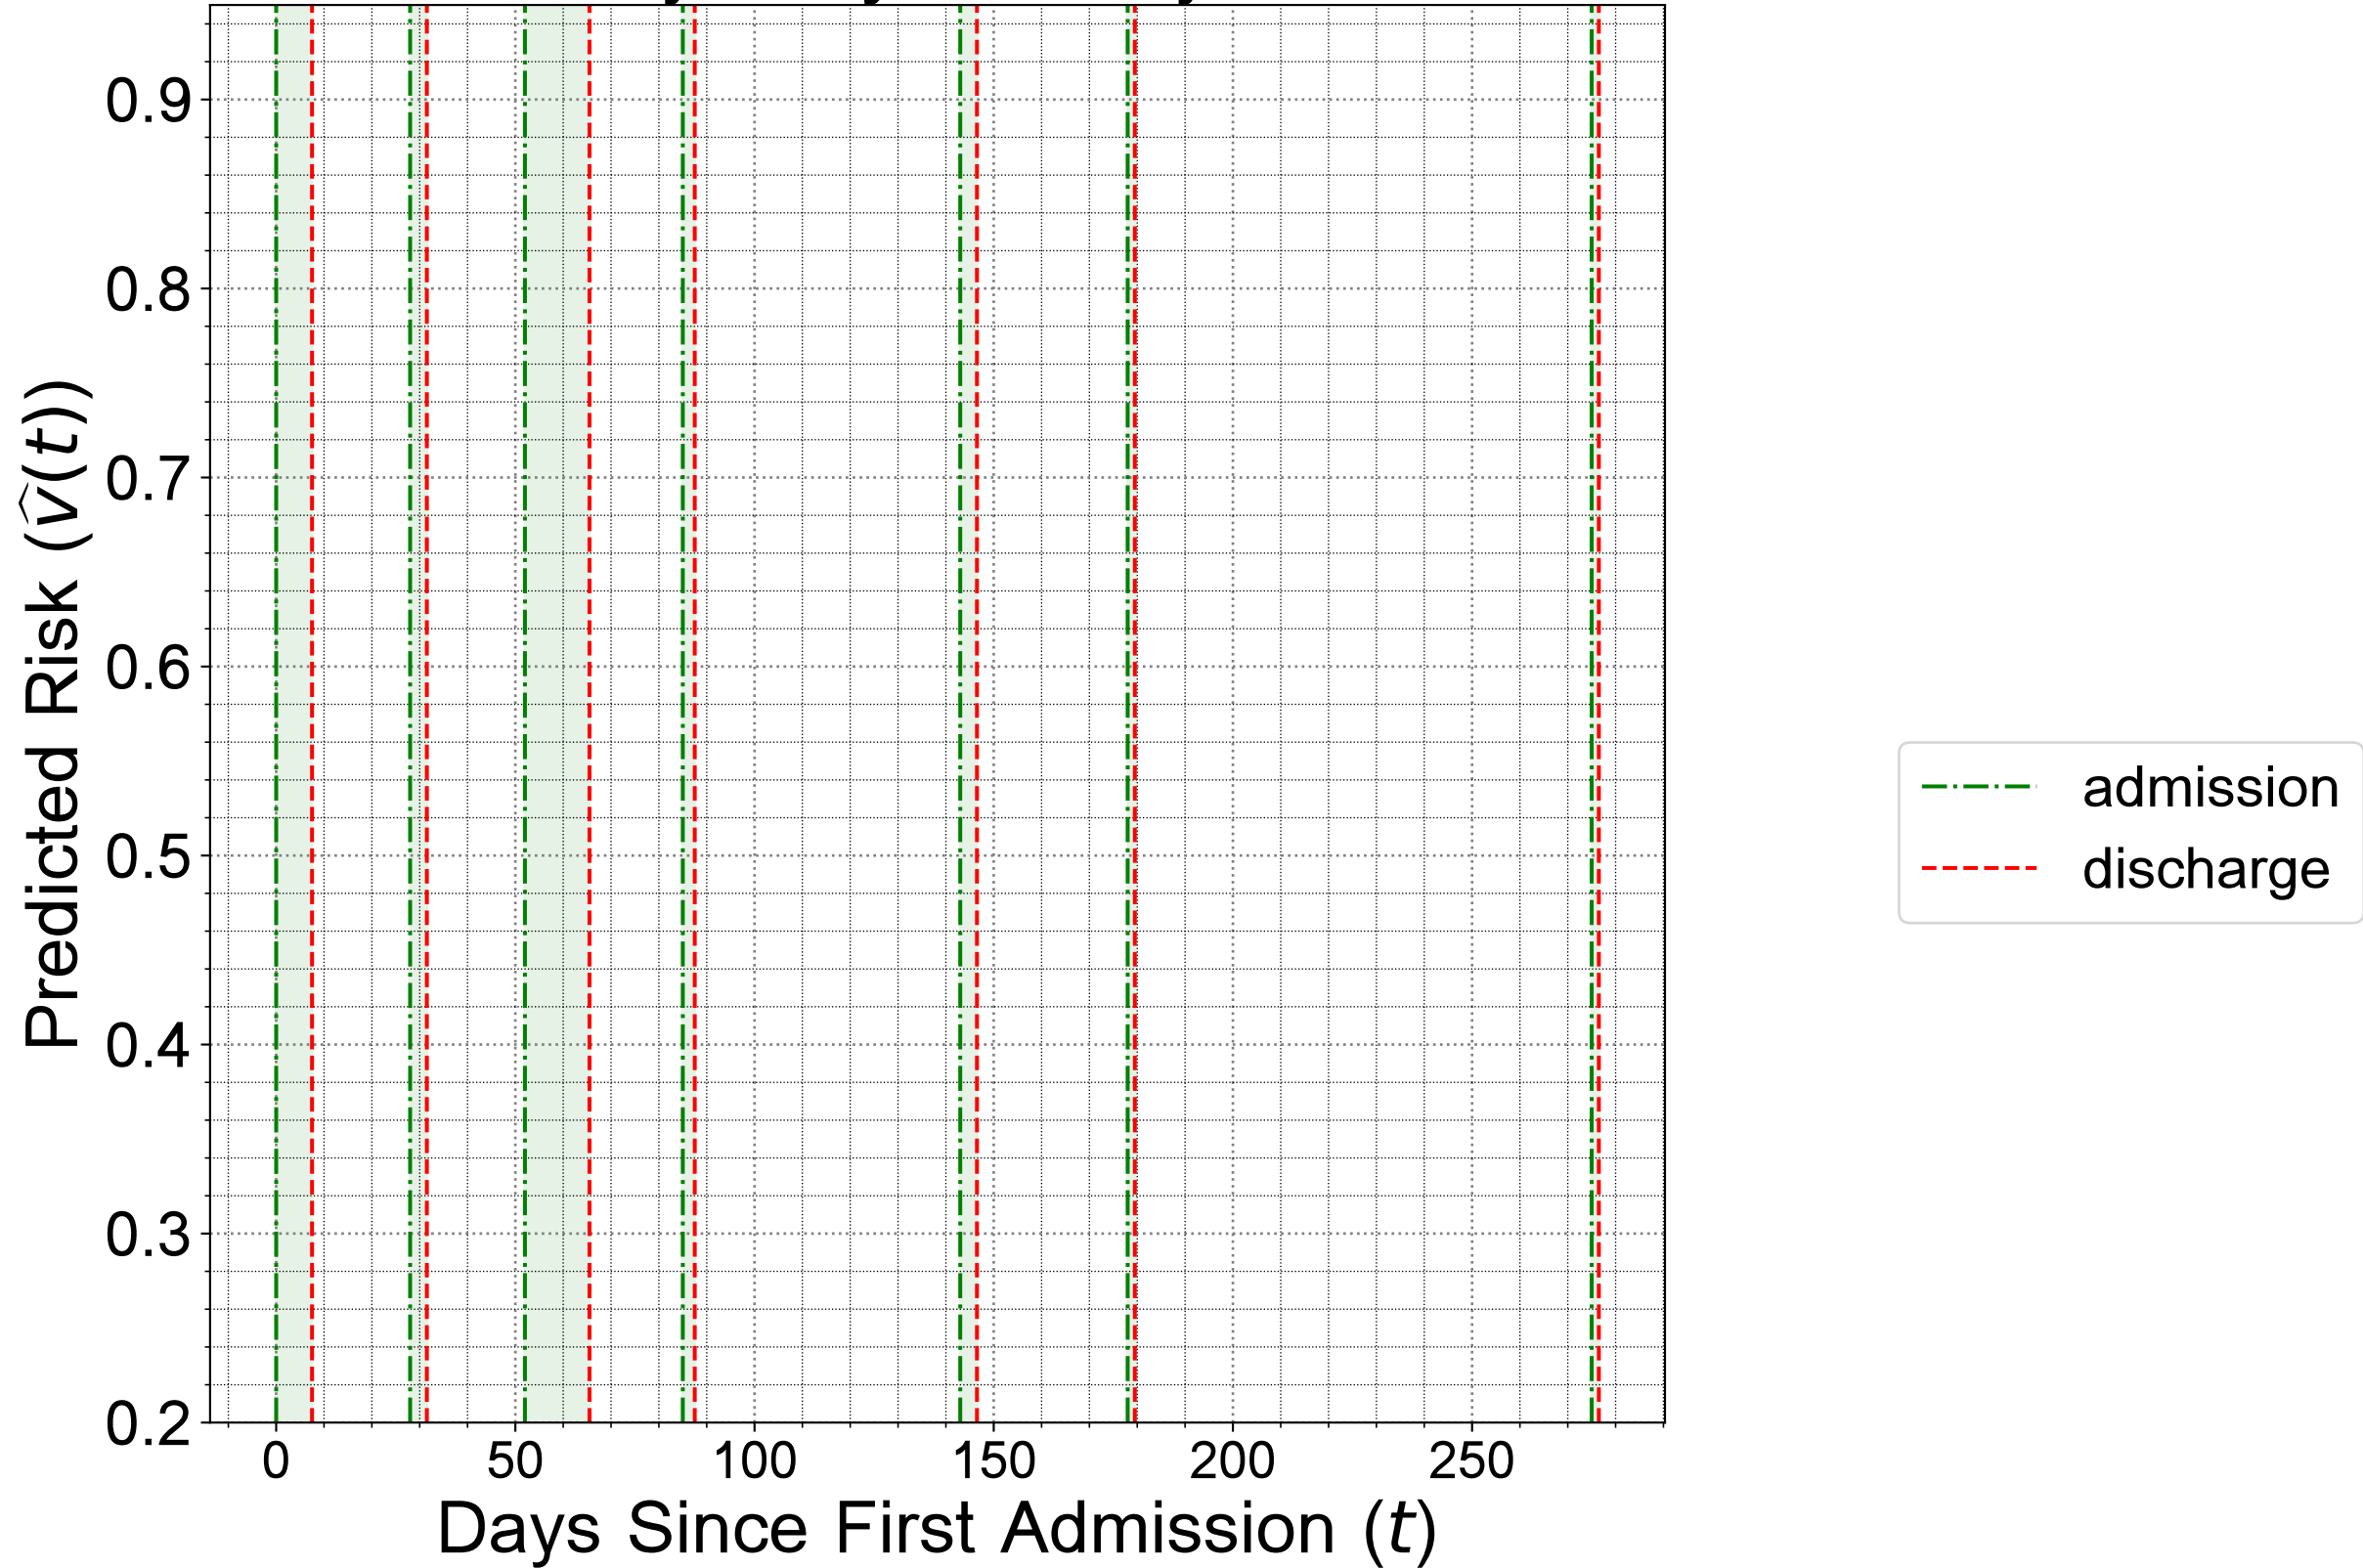 0.9
0.8
0.7
0.6
0.5
0.4
0.3
0.2
Predicted Risk (v̂(t))
0 50 100 150 200 250
Days Since First Admission (t)
admission
discharge